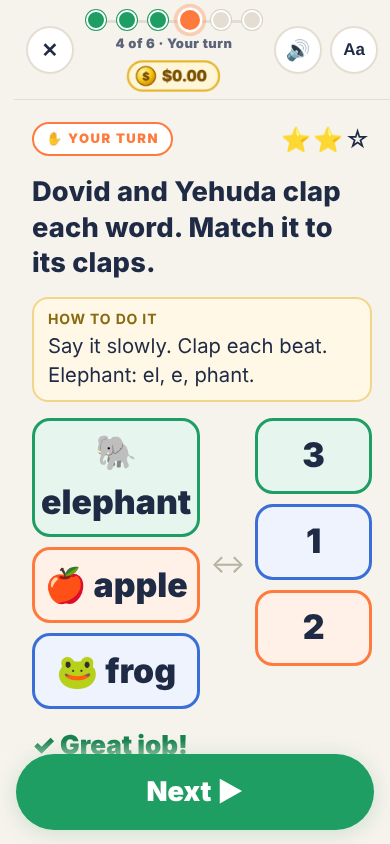 ✕
4 of 6 · Your turn
$ $0.00
Aa
YOUR TURN
Dovid and Yehuda clap
each word. Match it to
its claps.
HOW TO DO IT
Say it slowly. Clap each beat.
Elephant: el, e, phant.
elephant
3
1
apple
2
frog
✓ Great job!
Next ▶